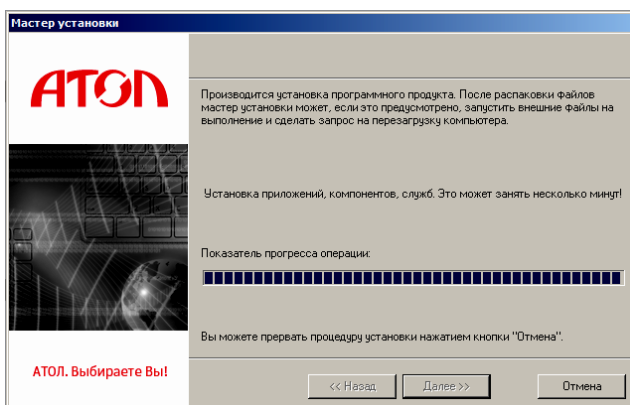 Мастер установки
АТОЛ
Производится установка программного продукта. После распаковки файлов
мастер установки может, если это предусмотрено, запустить внешние файлы на
выполнение и сделать запрос на перезагрузку компьютера.
Установка приложений, компонентов, служб. Это может занять несколько минут!
Показатель прогресса операции:
Вы можете прервать процедуру установки нажатием кнопки "Отмена".
АТОЛ. Выбираете Вы!
<< Назад
Далее >>
Отмена